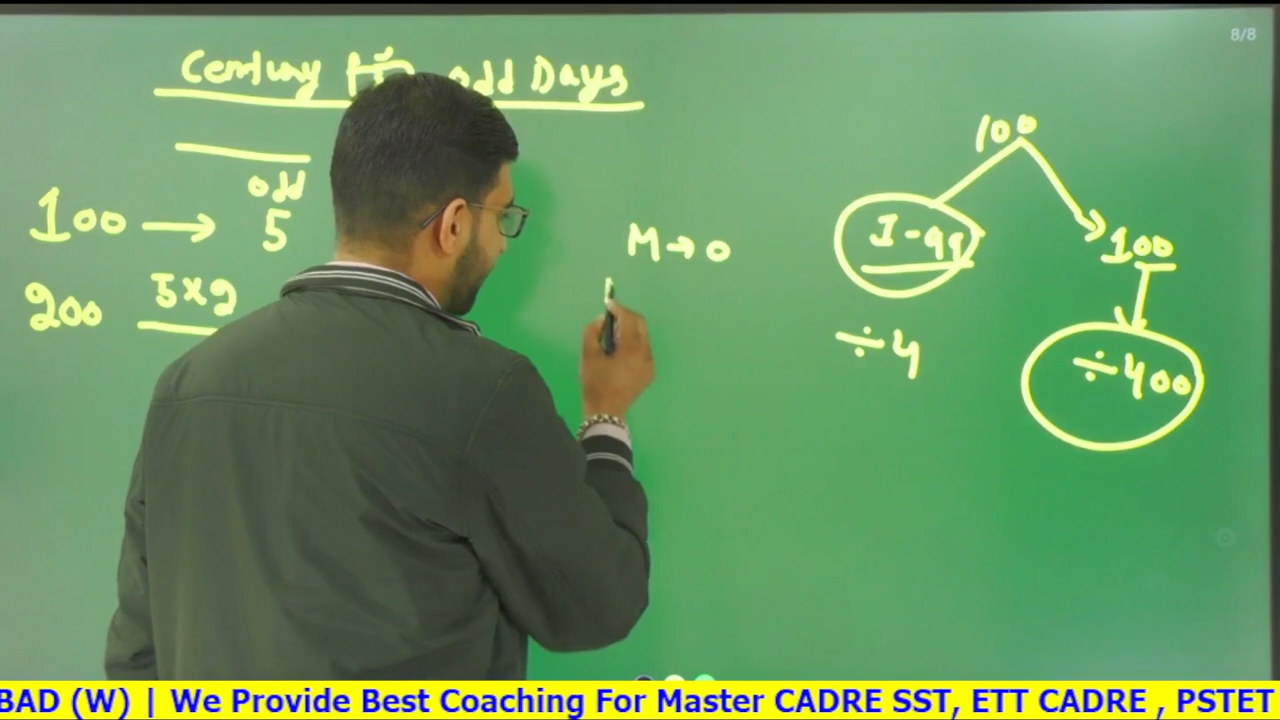 8/8
Century में odd Days
odd
100 → 5
200 5×2
M → 0
100
1-99
100
÷4
÷400
BAD (W) | We Provide Best Coaching For Master CADRE SST, ETT CADRE , PSTET